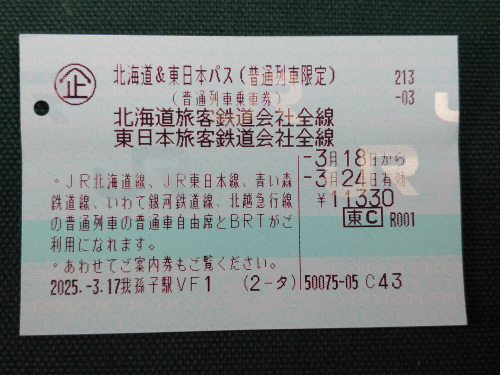 企 北海道&東日本パス(普通列車限定) 213
(普通列車乗車券) -03
北海道旅客鉄道会社全線
東日本旅客鉄道会社全線
-3月18日から
・JR北海道線、JR東日本線、青い森 -3月24日有効
鉄道線、いわて銀河鉄道線、北越急行線 ¥11330
の普通列車の普通車自由席とBRTがご 東C R001
利用になれます。
・あわせてご案内券もご覧ください。
2025.-3.17我孫子駅VF1 (2-タ) 50075-05 C43